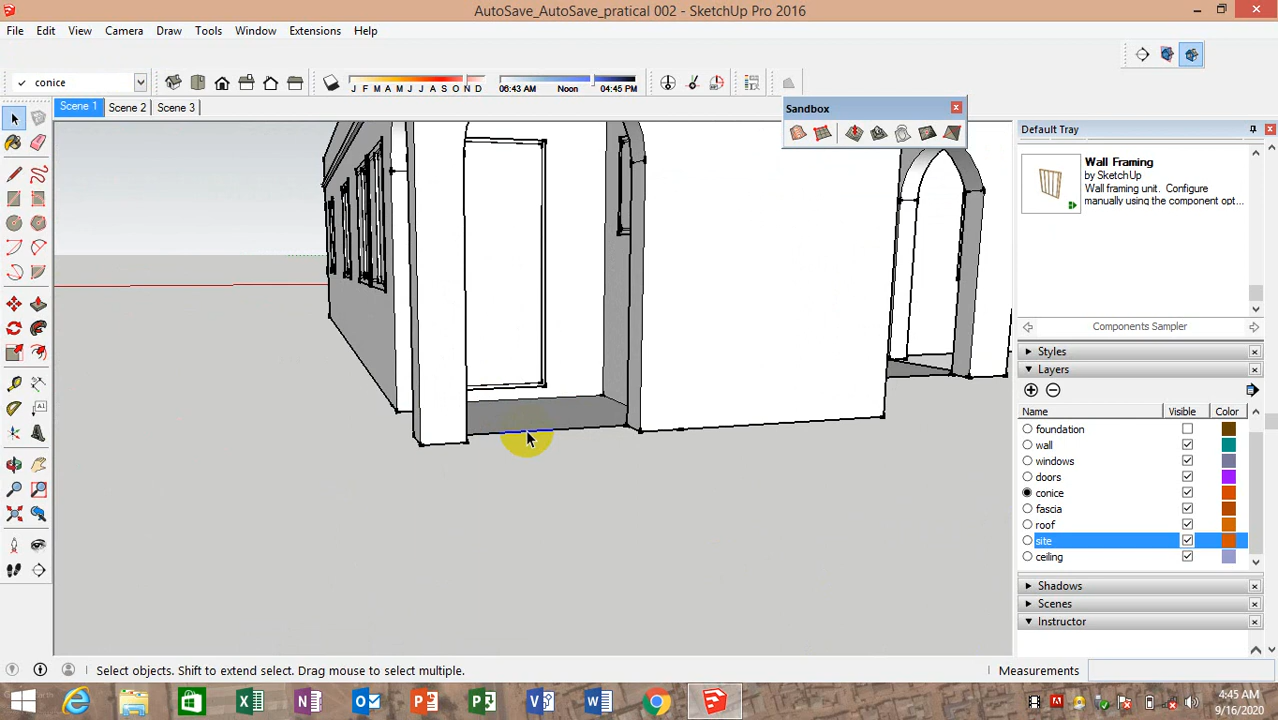 AutoSave_AutoSave_pratical 002 - SketchUp Pro 2016
File Edit View Camera Draw Tools Window Extensions Help
conice
J F M A M J J A S O N D
06:43 AM Noon 04:45 PM
Scene 1 Scene 2 Scene 3
Sandbox
Default Tray
Wall Framing
by SketchUp
Wall framing unit. Configure
manually using the component opt...
Components Sampler
Styles
Layers
Name Visible Color
foundation
wall
windows
doors
conice
fascia
roof
site
ceiling
Shadows
Scenes
Instructor
Select objects. Shift to extend select. Drag mouse to select multiple.
Measurements
4:45 AM
9/16/2020